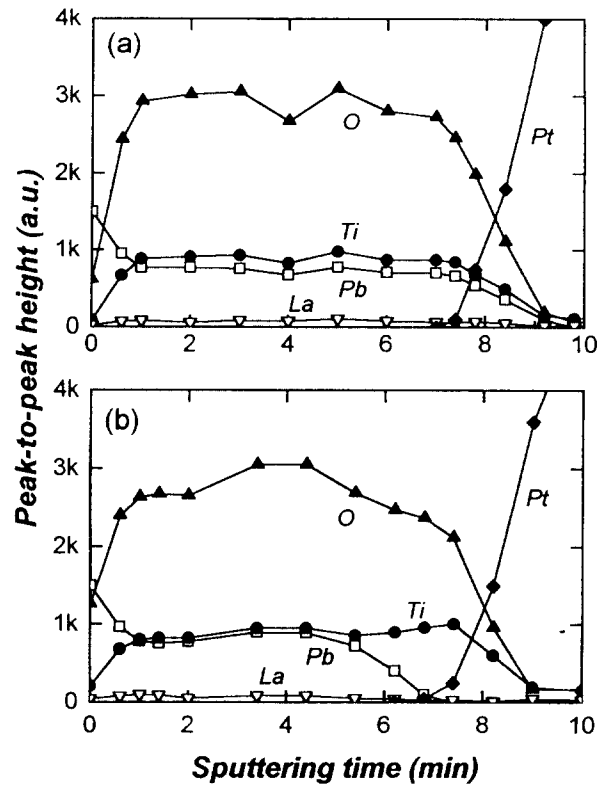 Peak-to-peak height (a.u.)
(a)
4k
3k
2k
1k
0
O
Pt
Ti
Pb
La
0 2 4 6 8 10
(b)
4k
3k
2k
1k
0
O
Pt
Ti
Pb
La
0 2 4 6 8 10
Sputtering time (min)